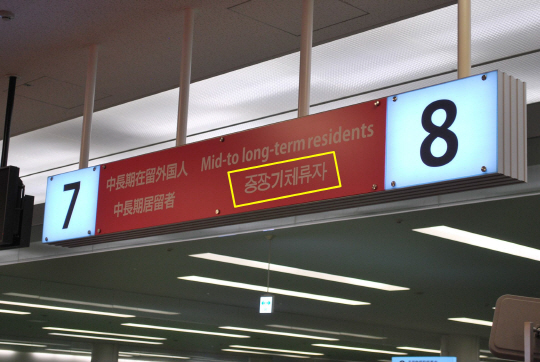 7
中長期在留外国人 Mid-to long-term residents
中長期居留者 중장기체류자
8